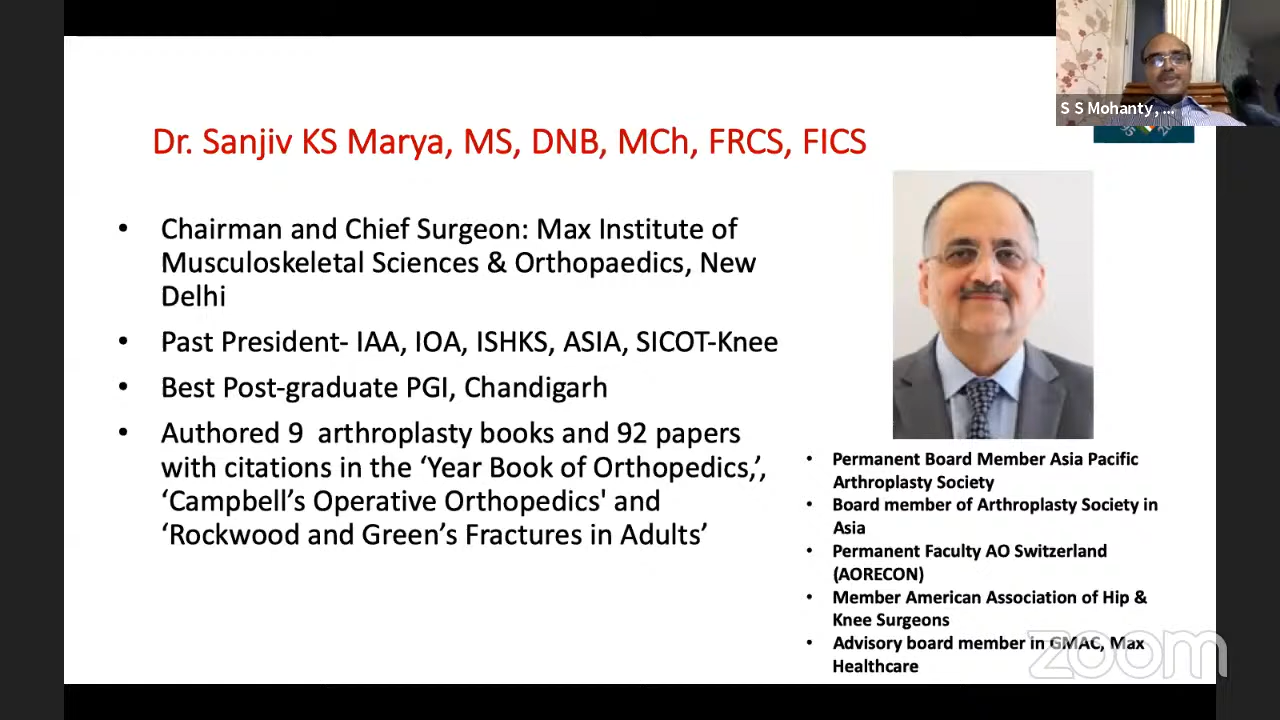 S S Mohanty, ...
Dr. Sanjiv KS Marya, MS, DNB, MCh, FRCS, FICS
• Chairman and Chief Surgeon: Max Institute of
Musculoskeletal Sciences & Orthopaedics, New
Delhi
• Past President- IAA, IOA, ISHKS, ASIA, SICOT-Knee
• Best Post-graduate PGI, Chandigarh
• Authored 9 arthroplasty books and 92 papers
with citations in the ‘Year Book of Orthopedics,’,
‘Campbell’s Operative Orthopedics' and
‘Rockwood and Green’s Fractures in Adults’
• Permanent Board Member Asia Pacific
Arthroplasty Society
• Board member of Arthroplasty Society in
Asia
• Permanent Faculty AO Switzerland
(AORECON)
• Member American Association of Hip &
Knee Surgeons
• Advisory board member in GMAC, Max
Healthcare
zoom